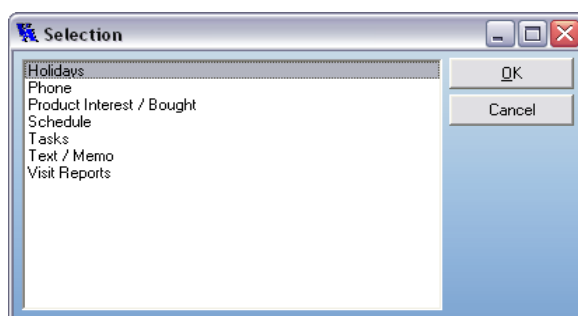 Selection
Holidays
Phone
Product Interest / Bought
Schedule
Tasks
Text / Memo
Visit Reports
OK
Cancel